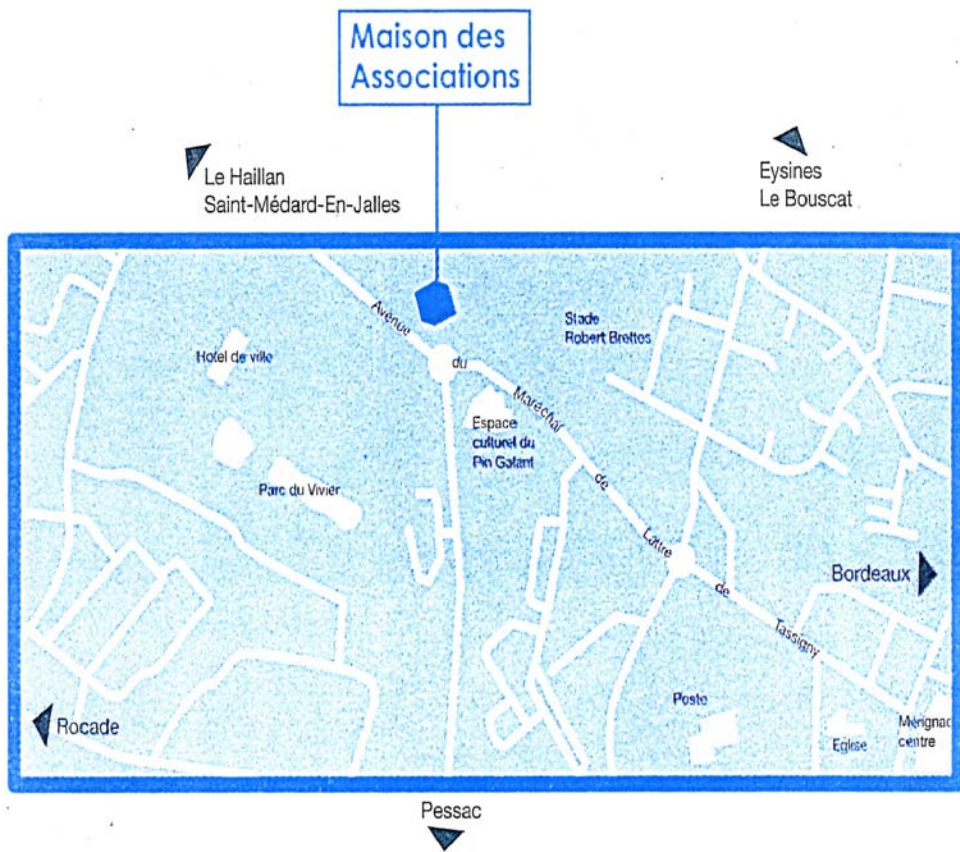 Maison des
Associations
Le Haillan
Saint-Médard-En-Jalles
Eysines
Le Bouscat
Avenue
du
Maréchal
de
Lattre
de
Tassigny
Stade
Robert Brettes
Hotel de ville
Espace
culturel du
Pin Galant
Parc du Vivier
Bordeaux
Rocade
Poste
Eglise
Mérignac
centre
Pessac